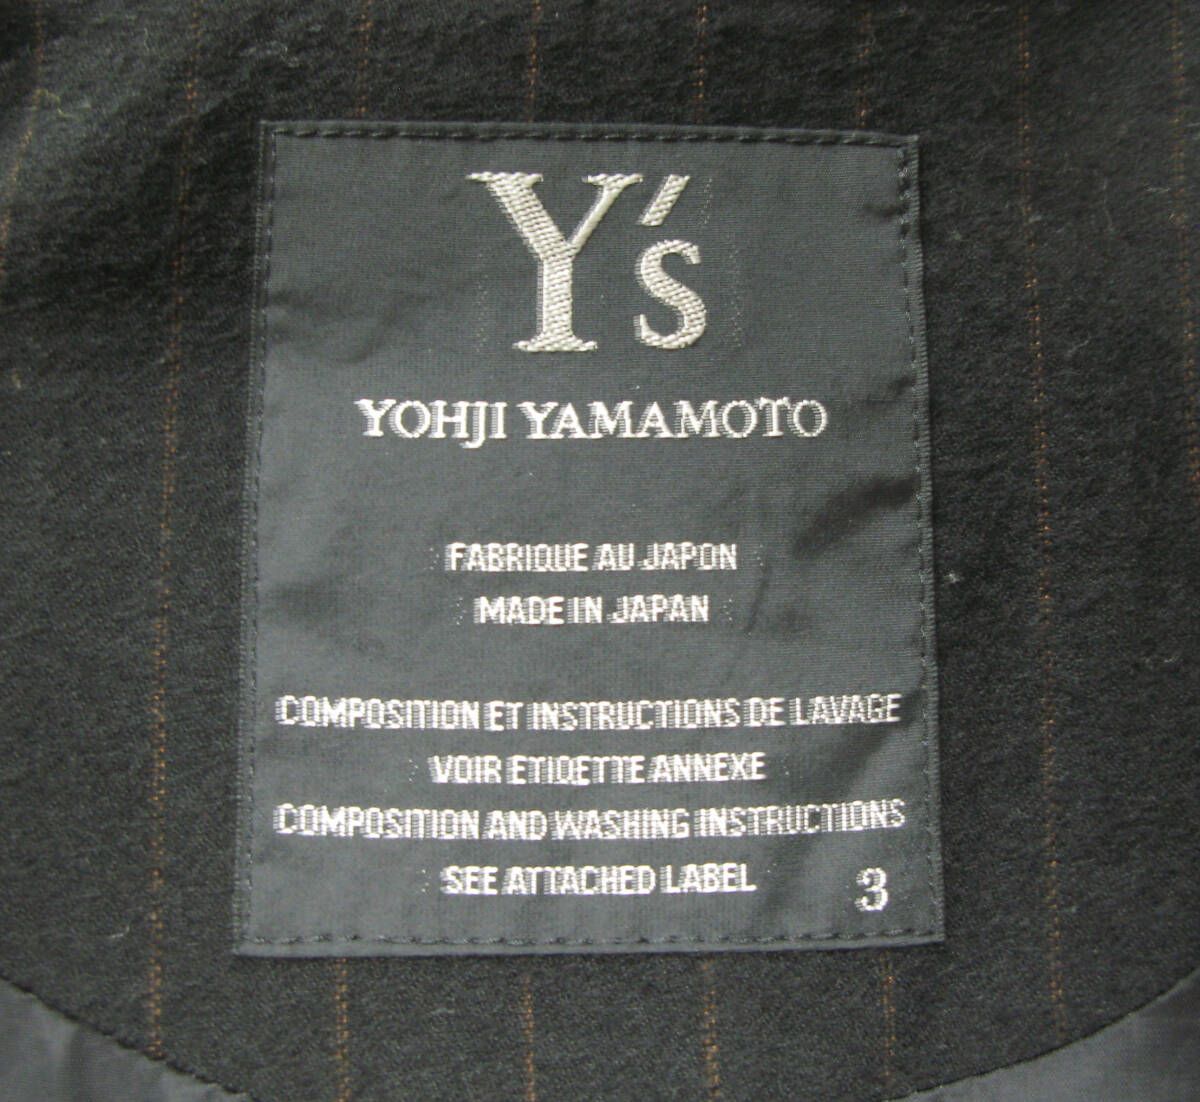 Y's
YOHJI YAMAMOTO
FABRIQUE AU JAPON
MADE IN JAPAN
COMPOSITION ET INSTRUCTIONS DE LAVAGE
VOIR ETIQETTE ANNEXE
COMPOSITION AND WASHING INSTRUCTIONS
SEE ATTACHED LABEL
3